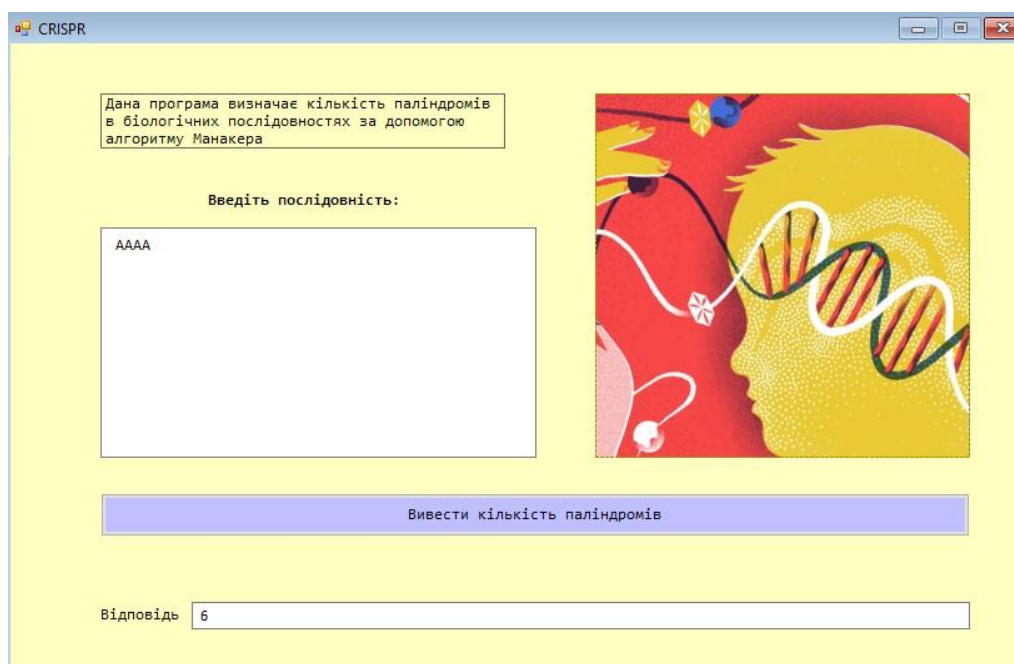 CRISPR
Дана програма визначає кількість паліндромів
в біологічних послідовностях за допомогою
алгоритму Манакера
Введіть послідовність:
АААА
Вивести кількість паліндромів
Відповідь 6